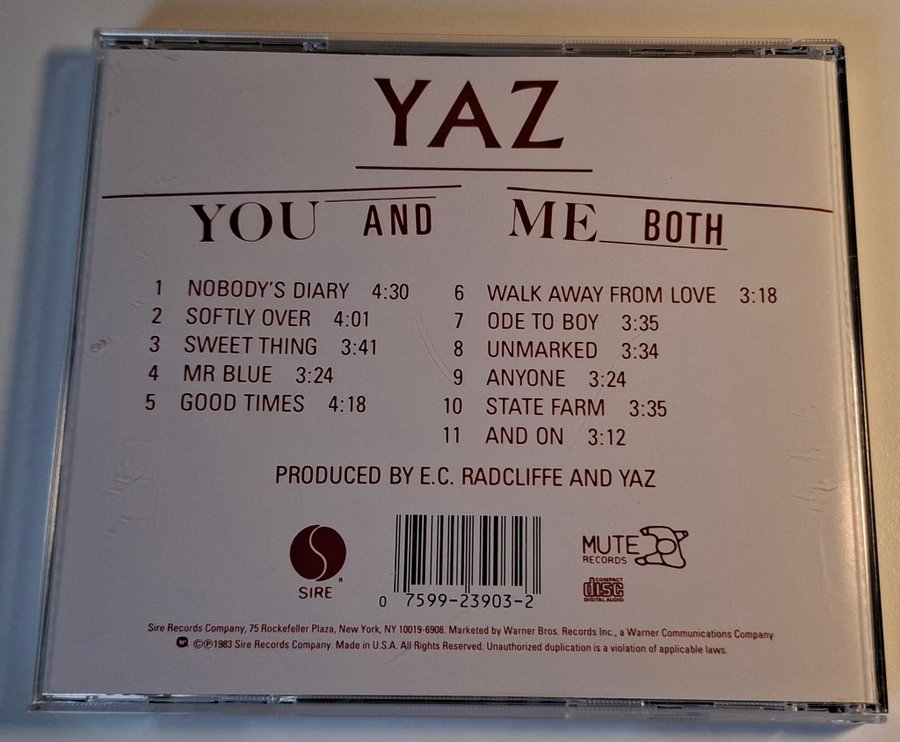 YAZ
YOU AND ME BOTH
1 NOBODY'S DIARY 4:30
2 SOFTLY OVER 4:01
3 SWEET THING 3:41
4 MR BLUE 3:24
5 GOOD TIMES 4:18
6 WALK AWAY FROM LOVE 3:18
7 ODE TO BOY 3:35
8 UNMARKED 3:34
9 ANYONE 3:24
10 STATE FARM 3:35
11 AND ON 3:12
PRODUCED BY E.C. RADCLIFFE AND YAZ
SIRE ®
0 7599-23903-2
MUTE
RECORDS
COMPACT
disc
DIGITAL AUDIO
Sire Records Company, 75 Rockefeller Plaza, New York, NY 10019-6908. Marketed by Warner Bros. Records Inc., a Warner Communications Company
©℗1983 Sire Records Company. Made in U.S.A. All Rights Reserved. Unauthorized duplication is a violation of applicable laws.